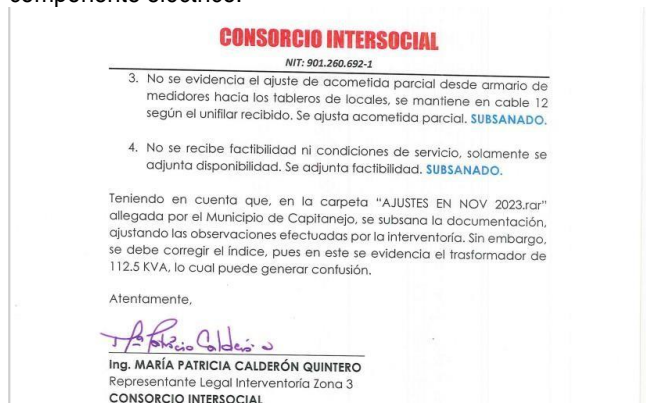 componente eléctrico.
CONSORCIO INTERSOCIAL
NIT: 901.260.692-1
3. No se evidencia el ajuste de acometida parcial desde armario de
medidores hacia los tableros de locales, se mantiene en cable 12
según el unifilar recibido. Se ajusta acometida parcial. SUBSANADO.
4. No se recibe factibilidad ni condiciones de servicio, solamente se
adjunta disponibilidad. Se adjunta factibilidad. SUBSANADO.
Teniendo en cuenta que, en la carpeta “AJUSTES EN NOV 2023.rar”
allegada por el Municipio de Capitanejo, se subsana la documentación,
ajustando las observaciones efectuadas por la interventoría. Sin embargo,
se debe corregir el índice, pues en este se evidencia el trasformador de
112.5 KVA, lo cual puede generar confusión.
Atentamente,
Mª Patricia Calderón
Ing. MARÍA PATRICIA CALDERÓN QUINTERO
Representante Legal Interventoría Zona 3
CONSORCIO INTERSOCIAL